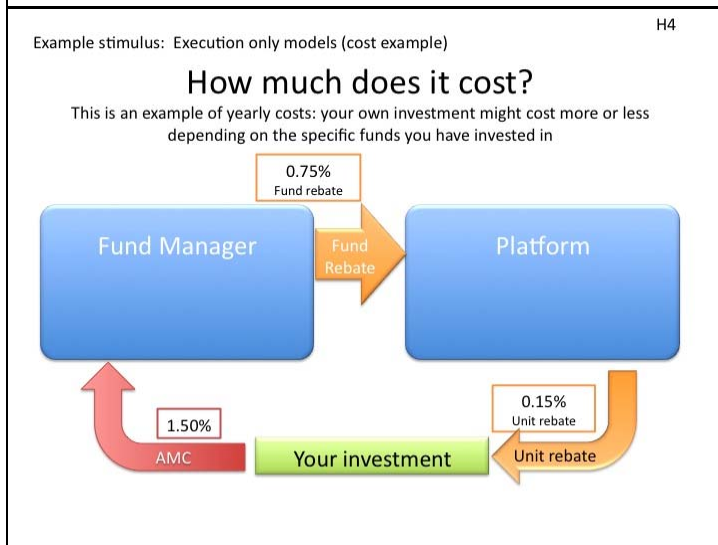 H4
Example stimulus:  Execution only models (cost example)
How much does it cost?
This is an example of yearly costs: your own investment might cost more or less
depending on the specific funds you have invested in
0.75%
Fund rebate
Fund Manager
Fund
Rebate
Platform
1.50%
AMC
Your investment
0.15%
Unit rebate
Unit rebate